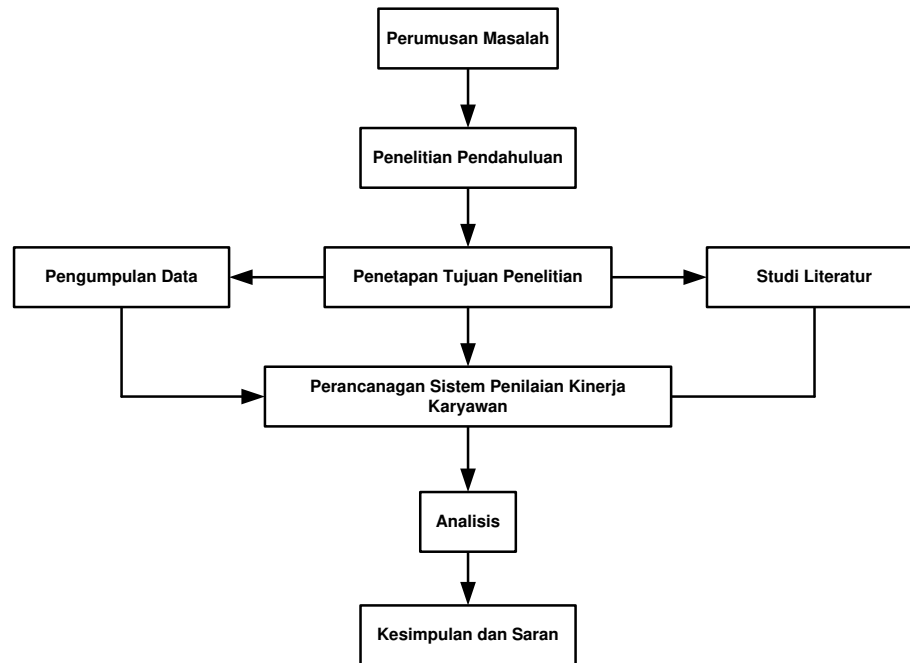 Perumusan Masalah
Penelitian Pendahuluan
Pengumpulan Data
Penetapan Tujuan Penelitian
Studi Literatur
Perancanagan Sistem Penilaian Kinerja
Karyawan
Analisis
Kesimpulan dan Saran